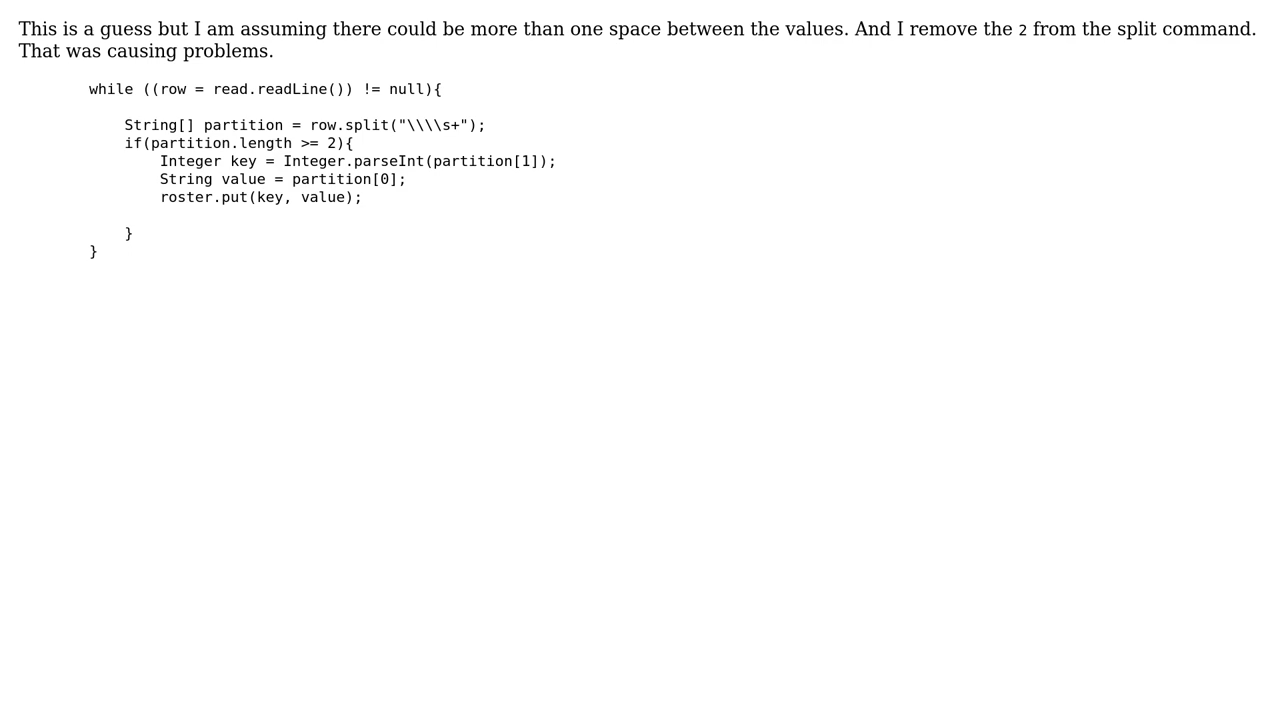 This is a guess but I am assuming there could be more than one space between the values. And I remove the 2 from the split command.
That was causing problems.
while ((row = read.readLine()) != null){
String[] partition = row.split("\\\\s+");
if(partition.length >= 2){
Integer key = Integer.parseInt(partition[1]);
String value = partition[0];
roster.put(key, value);
}
}